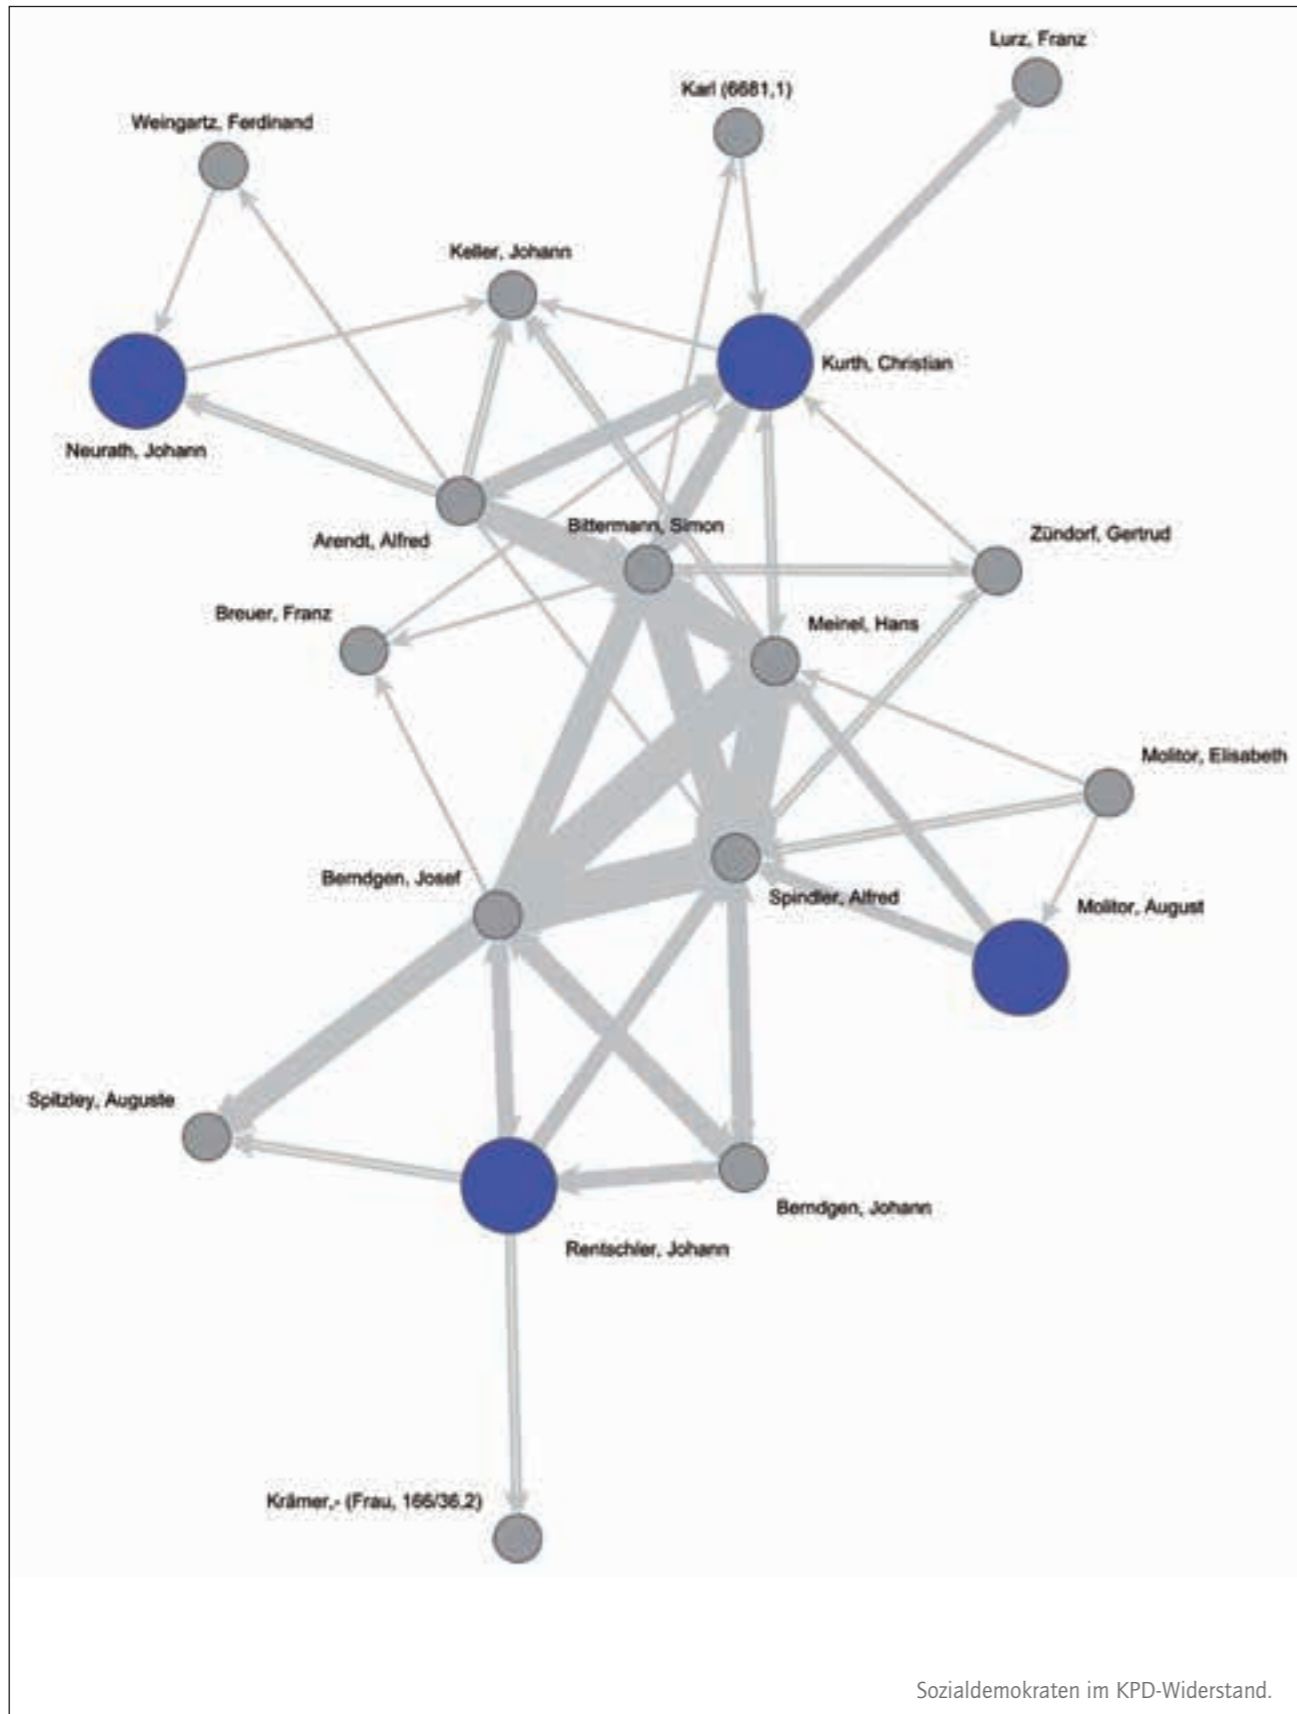 Lurz, Franz
Karl (6681,1)
Weingartz, Ferdinand
Keller, Johann
Kurth, Christian
Neurath, Johann
Bittermann, Simon
Zündorf, Gertrud
Arendt, Alfred
Breuer, Franz
Meinel, Hans
Molitor, Elisabeth
Berndgen, Josef
Spindler, Alfred
Molitor, August
Spitzley, Auguste
Berndgen, Johann
Rentschler, Johann
Krämer,- (Frau, 166/36,2)
Sozialdemokraten im KPD-Widerstand.